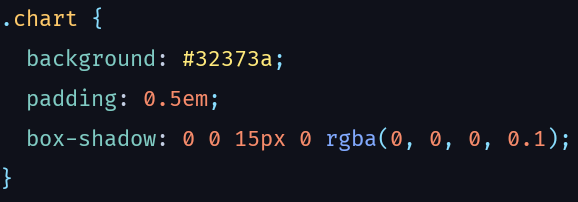 .chart {
  background: #32373a;
  padding: 0.5em;
  box-shadow: 0 0 15px 0 rgba(0, 0, 0, 0.1);
}